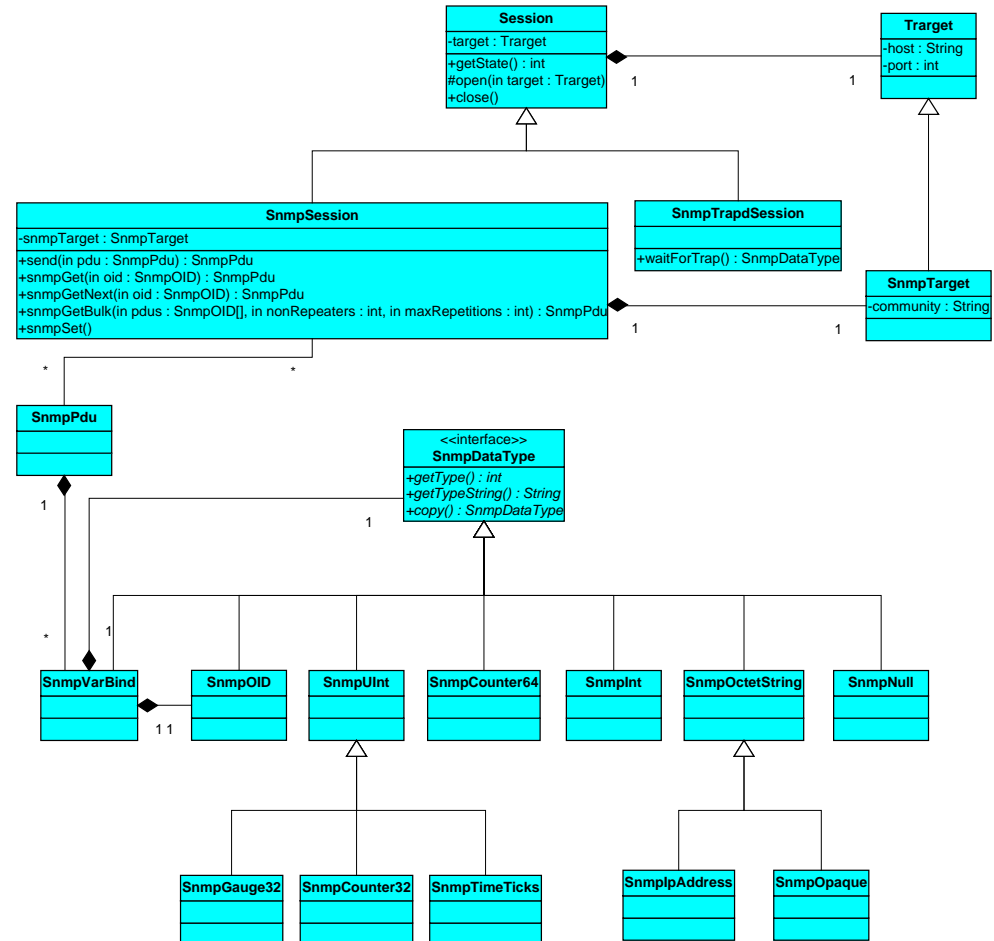 Session
-target : Trarget
+getState() : int
#open(in target : Trarget)
+close()
1
1
Trarget
-host : String
-port : int
SnmpSession
-snmpTarget : SnmpTarget
+send(in pdu : SnmpPdu) : SnmpPdu
+snmpGet(in oid : SnmpOID) : SnmpPdu
+snmpGetNext(in oid : SnmpOID) : SnmpPdu
+snmpGetBulk(in pdus : SnmpOID[], in nonRepeaters : int, in maxRepetitions : int) : SnmpPdu
+snmpSet()
SnmpTrapdSession
+waitForTrap() : SnmpDataType
SnmpTarget
-community : String
1
1
*
*
SnmpPdu
1
*
<<interface>>
SnmpDataType
+getType() : int
+getTypeString() : String
+copy() : SnmpDataType
1
1
SnmpVarBind
1 1
SnmpOID
SnmpUInt
SnmpCounter64
SnmpInt
SnmpOctetString
SnmpNull
SnmpGauge32
SnmpCounter32
SnmpTimeTicks
SnmpIpAddress
SnmpOpaque